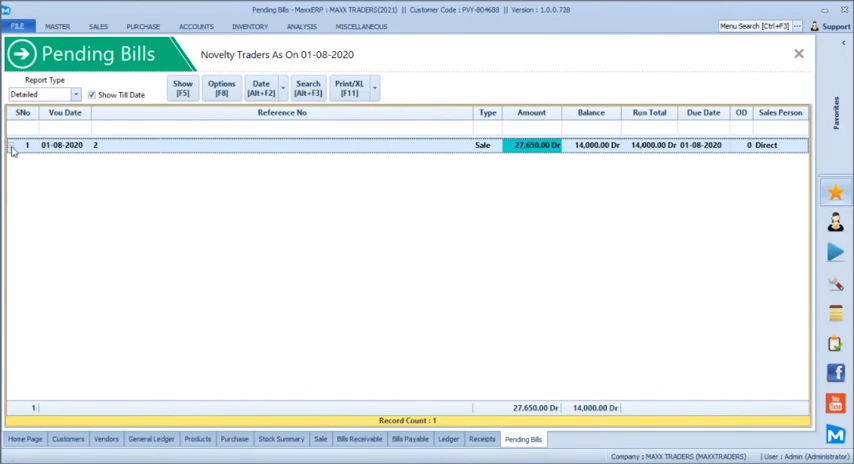 Pending Bills - MaxxERP : MAXX TRADERS(2021) || Customer Code : PVY-804688 || Version : 1.0.0.728
FILE MASTER SALES PURCHASE ACCOUNTS INVENTORY ANALYSIS MISCELLANEOUS Menu Search [Ctrl+F3] ... Support
Pending Bills Novelty Traders As On 01-08-2020
Report Type
Detailed Show Till Date
Show [F5] Options [F8] Date [Alt+F2] Search [Alt+F3] Print/XL [F11]
Favorites
SNo Vou Date Reference No Type Amount Balance Run Total Due Date OD Sales Person
1 01-08-2020 2 Sale 27,650.00 Dr 14,000.00 Dr 14,000.00 Dr 01-08-2020 0 Direct
1 27,650.00 Dr 14,000.00 Dr
Record Count : 1
Home Page Customers Vendors General Ledger Products Purchase Stock Summary Sale Bills Receivable Bills Payable Ledger Receipts Pending Bills
Company : MAXX TRADERS (MAXXTRADERS) User : Admin (Administrator)